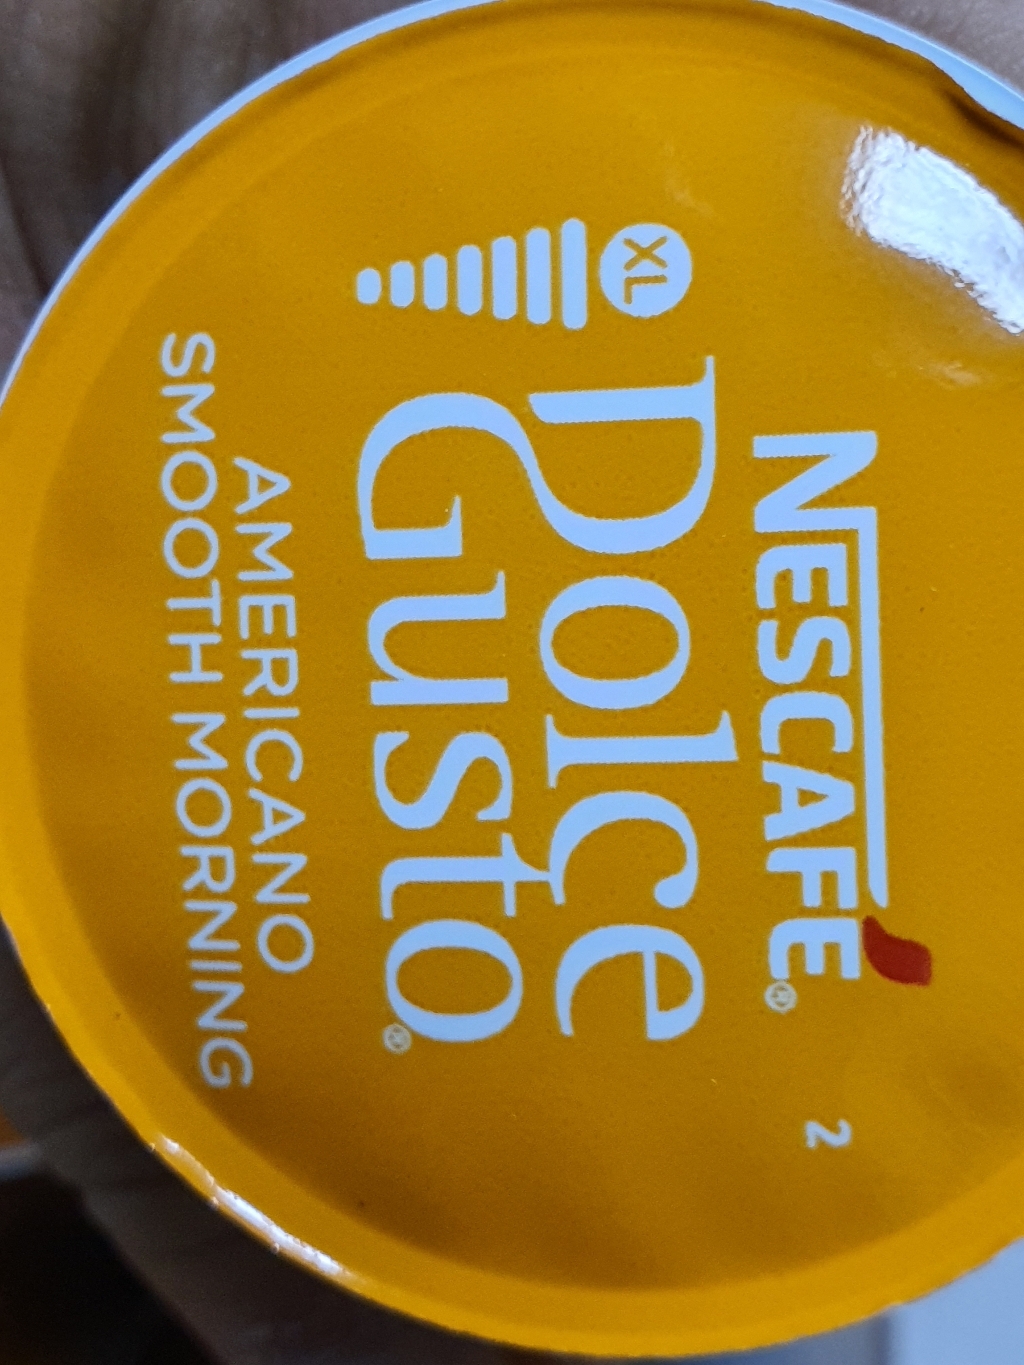 NESCAFÉ®
Dolce
Gusto®
XL
AMERICANO
SMOOTH MORNING
2